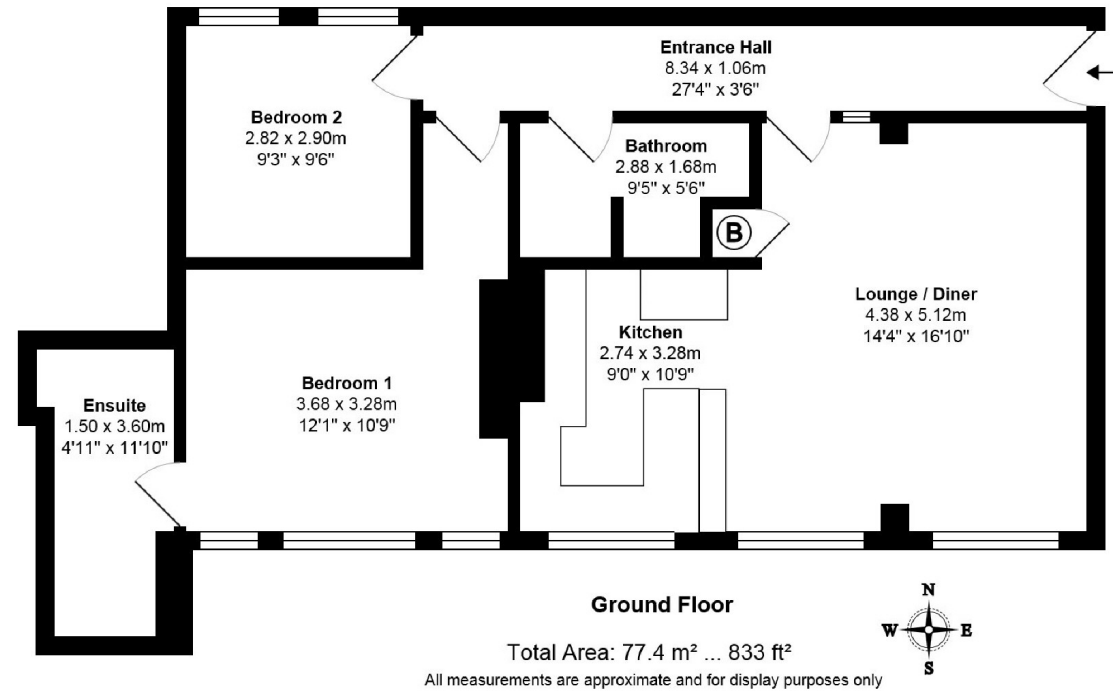 Entrance Hall
8.34 x 1.06m
27'4" x 3'6"
Bedroom 2
2.82 x 2.90m
9'3" x 9'6"
Bathroom
2.88 x 1.68m
9'5" x 5'6"
B
Lounge / Diner
4.38 x 5.12m
14'4" x 16'10"
Kitchen
2.74 x 3.28m
9'0" x 10'9"
Bedroom 1
3.68 x 3.28m
12'1" x 10'9"
Ensuite
1.50 x 3.60m
4'11" x 11'10"
Ground Floor
N
W E
S
Total Area: 77.4 m² ... 833 ft²
All measurements are approximate and for display purposes only